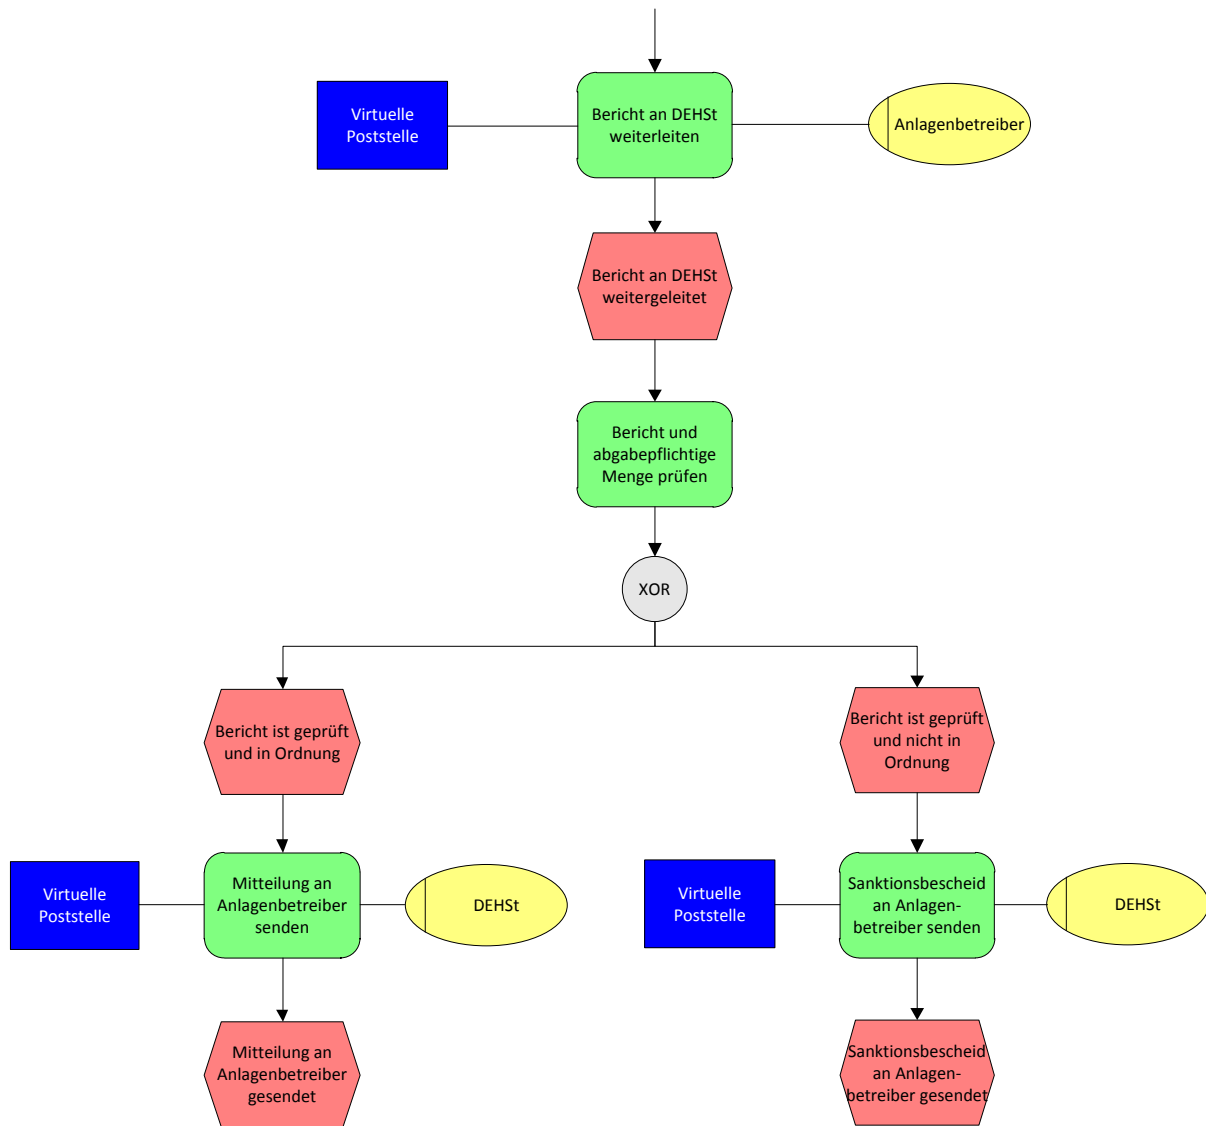 Virtuelle
Poststelle
Bericht an DEHSt
weiterleiten
Anlagenbetreiber
Bericht an DEHSt
weitergeleitet
Bericht und
abgabepflichtige
Menge prüfen
XOR
Bericht ist geprüft
und in Ordnung
Bericht ist geprüft
und nicht in
Ordnung
Virtuelle
Poststelle
Mitteilung an
Anlagenbetreiber
senden
DEHSt
Virtuelle
Poststelle
Sanktionsbescheid
an Anlagen-
betreiber senden
DEHSt
Mitteilung an
Anlagenbetreiber
gesendet
Sanktionsbescheid
an Anlagen-
betreiber gesendet